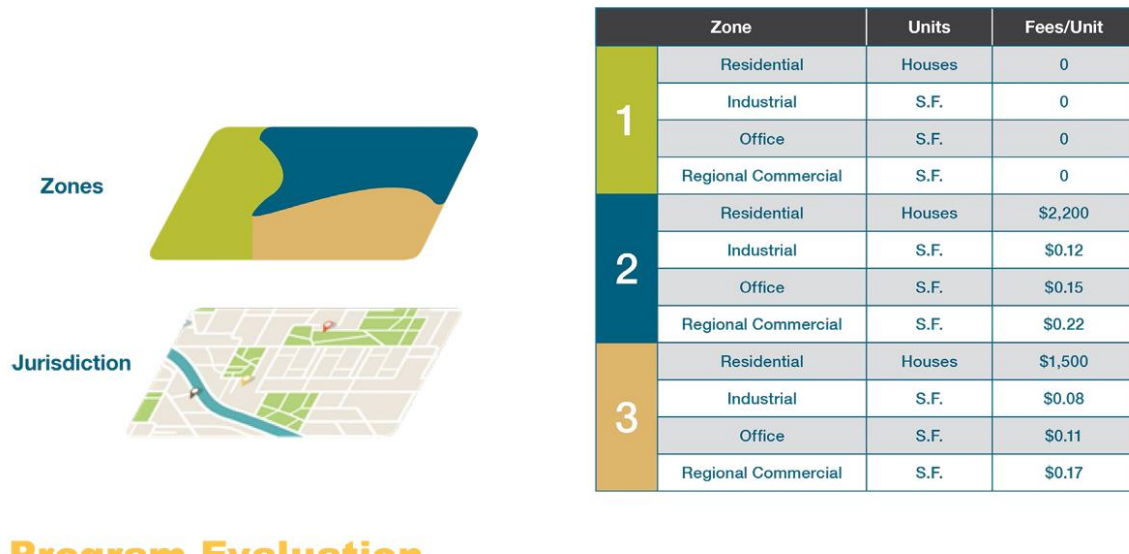 Zone Units Fees/Unit
1
Residential Houses 0
Industrial S.F. 0
Office S.F. 0
Regional Commercial S.F. 0
2
Residential Houses $2,200
Industrial S.F. $0.12
Office S.F. $0.15
Regional Commercial S.F. $0.22
3
Residential Houses $1,500
Industrial S.F. $0.08
Office S.F. $0.11
Regional Commercial S.F. $0.17
Zones
Jurisdiction
Program Evaluation